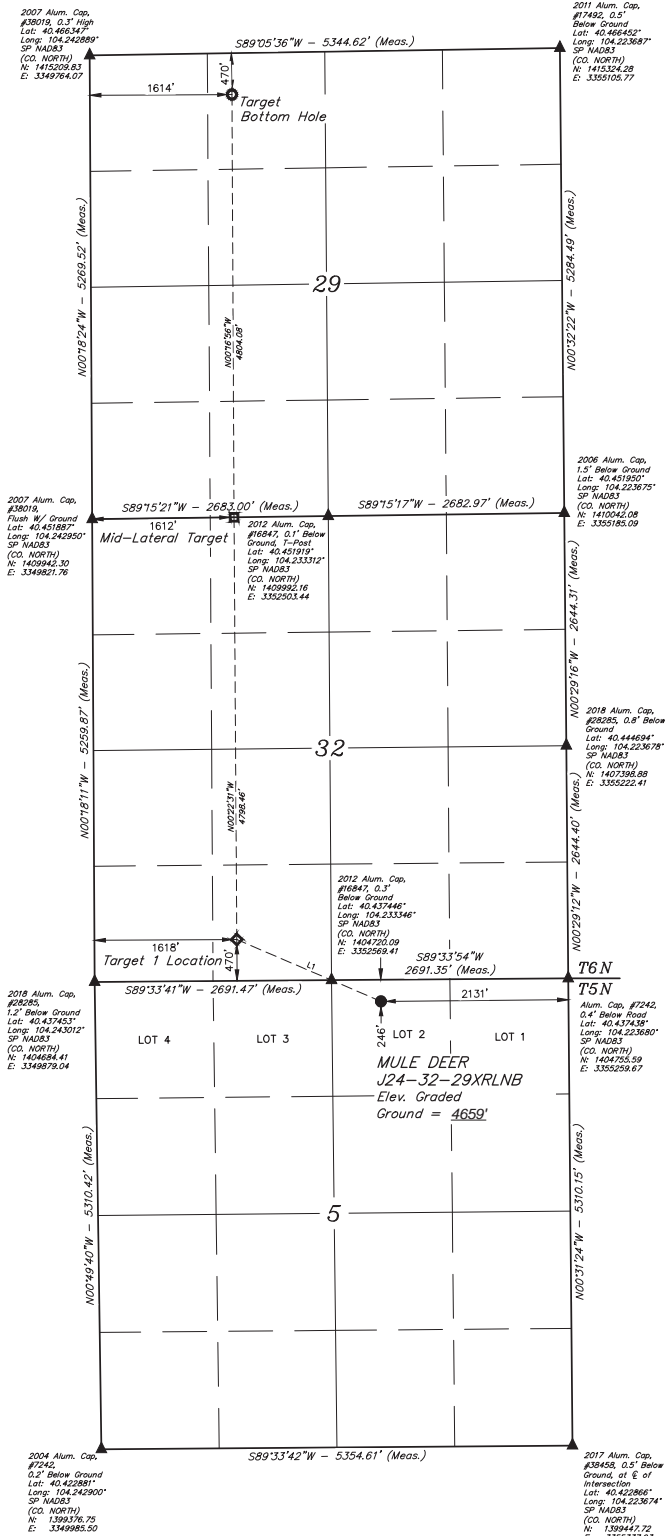 2007 Alum. Cap,
#38019, 0.3' High
Lat: 40.466347°
Long: 104.242889°
SP NAD83
(CO. NORTH)
N: 1415209.83
E: 3349764.07
S89°05'36"W - 5344.62' (Meas.)
2011 Alum. Cap,
#17492, 0.5'
Below Ground
Lat: 40.466452°
Long: 104.223687°
SP NAD83
(CO. NORTH)
N: 1415324.28
E: 3355105.77
470'
1614'
Target
Bottom Hole
N00°18'24"W - 5269.52' (Meas.)
29
N00°16'56"W
4804.08'
N00°32'22"W - 5284.49' (Meas.)
2007 Alum. Cap,
#38019,
Flush W/ Ground
Lat: 40.451887°
Long: 104.242950°
SP NAD83
(CO. NORTH)
N: 1409942.30
E: 3349821.76
S89°15'21"W - 2683.00' (Meas.)
S89°15'17"W - 2682.97' (Meas.)
1612'
Mid-Lateral Target
2012 Alum. Cap,
#16847, 0.1' Below
Ground, T-Post
Lat: 40.451919°
Long: 104.233312°
SP NAD83
(CO. NORTH)
N: 1409992.16
E: 3352503.44
2006 Alum. Cap,
1.5' Below Ground
Lat: 40.451950°
Long: 104.223675°
SP NAD83
(CO. NORTH)
N: 1410042.08
E: 3355185.09
N00°29'16"W - 2644.31' (Meas.)
N00°18'11"W - 5259.87' (Meas.)
32
N00°22'31"W
4798.46'
2018 Alum. Cap,
#28285, 0.8' Below
Ground
Lat: 40.444694°
Long: 104.223678°
SP NAD83
(CO. NORTH)
N: 1407398.88
E: 3355222.41
N00°29'12"W - 2644.40' (Meas.)
2012 Alum. Cap,
#16847, 0.3'
Below Ground
Lat: 40.437446°
Long: 104.233346°
SP NAD83
(CO. NORTH)
N: 1404720.09
E: 3352569.41
1618'
Target 1 Location
470'
L1
S89°33'54"W
2691.35' (Meas.)
T6N
T5N
S89°33'41"W - 2691.47' (Meas.)
2131'
2018 Alum. Cap,
#28285,
1.2' Below Ground
Lat: 40.437453°
Long: 104.243012°
SP NAD83
(CO. NORTH)
N: 1404684.41
E: 3349879.04
LOT 4
LOT 3
246'
LOT 2
LOT 1
Alum. Cap, #7242,
0.4' Below Road
Lat: 40.437438°
Long: 104.223680°
SP NAD83
(CO. NORTH)
N: 1404755.59
E: 3355259.67
MULE DEER
J24-32-29XRLNB
Elev. Graded
Ground = 4659'
N00°49'40"W - 5310.42' (Meas.)
5
N00°31'24"W - 5310.15' (Meas.)
S89°33'42"W - 5354.61' (Meas.)
2004 Alum. Cap,
#7242,
0.2' Below Ground
Lat: 40.422881°
Long: 104.242900°
SP NAD83
(CO. NORTH)
N: 1399376.75
E: 3349985.50
2017 Alum. Cap,
#38458, 0.5' Below
Ground, at ℄ of
Intersection
Lat: 40.422866°
Long: 104.223674°
SP NAD83
(CO. NORTH)
N: 1399447.72